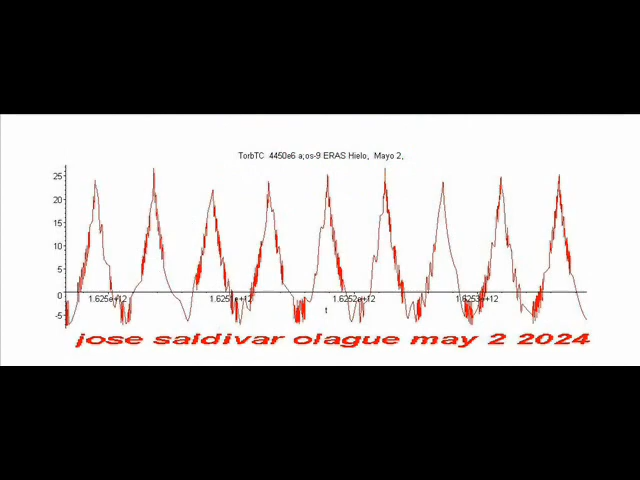 TorbTC 4450e6 a;os-9 ERAS Hielo, Mayo 2,
25
20
15
10
5
0
-5
1.625e+12 1.6251e+12 1.6252e+12 1.6253e+12
t
jose saldivar olague may 2 2024